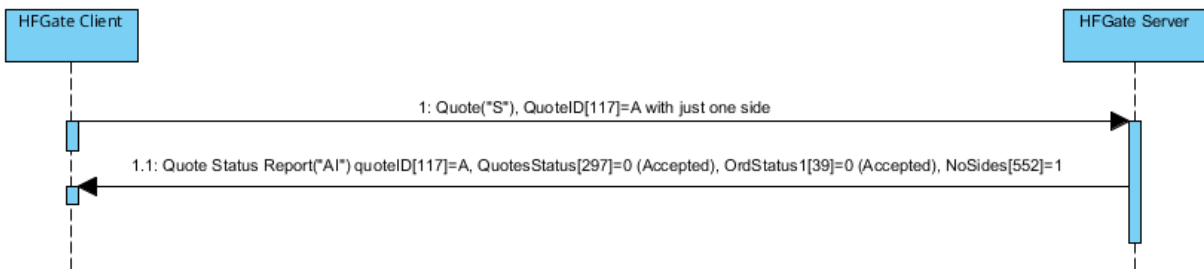 HFGate Client
HFGate Server
1: Quote("S"), QuoteID[117]=A with just one side
1.1: Quote Status Report("AI") quoteID[117]=A, QuotesStatus[297]=0 (Accepted), OrdStatus1[39]=0 (Accepted), NoSides[552]=1